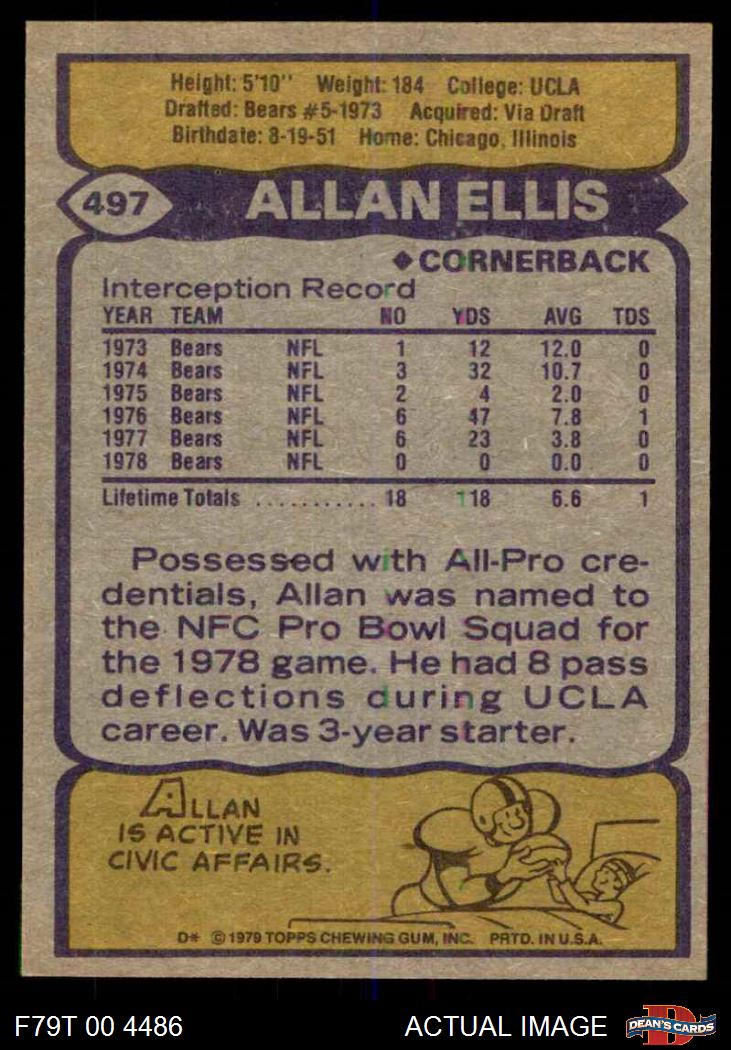 Height: 5'10" Weight: 184 College: UCLA
Drafted: Bears #5-1973 Acquired: Via Draft
Birthdate: 8-19-51 Home: Chicago, Illinois
497 ALLAN ELLIS
◆ CORNERBACK
Interception Record
YEAR TEAM NO YDS AVG TDS
1973 Bears NFL 1 12 12.0 0
1974 Bears NFL 3 32 10.7 0
1975 Bears NFL 2 4 2.0 0
1976 Bears NFL 6 47 7.8 1
1977 Bears NFL 6 23 3.8 0
1978 Bears NFL 0 0 0.0 0
Lifetime Totals ............ 18 118 6.6 1
Possessed with All-Pro cre-
dentials, Allan was named to
the NFC Pro Bowl Squad for
the 1978 game. He had 8 pass
deflections during UCLA
career. Was 3-year starter.
ALLAN
IS ACTIVE IN
CIVIC AFFAIRS.
D* © 1979 TOPPS CHEWING GUM, INC. PRTD. IN U.S.A.
F79T 00 4486 ACTUAL IMAGE D DEAN'S CARDS